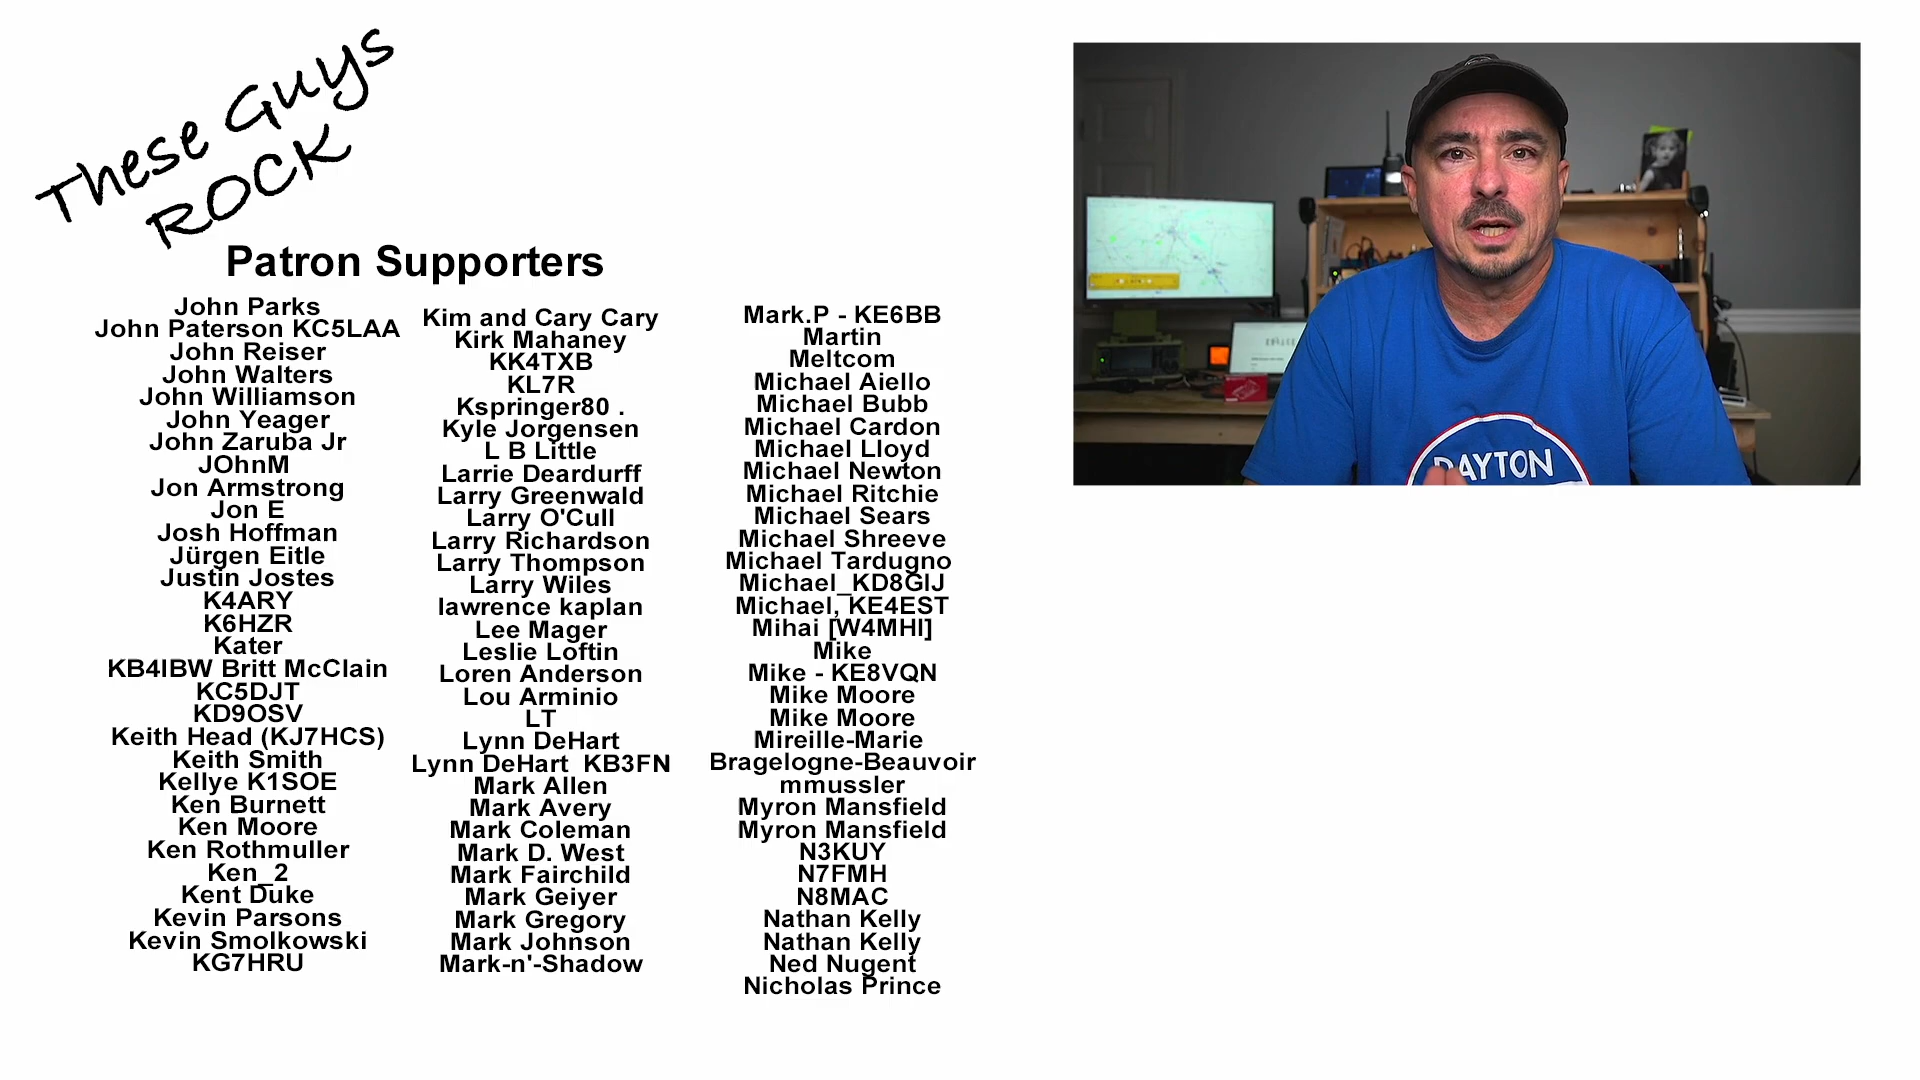 These Guys
ROCK
Patron Supporters
John Parks
John Paterson KC5LAA
John Reiser
John Walters
John Williamson
John Yeager
John Zaruba Jr
JOhnM
Jon Armstrong
Jon E
Josh Hoffman
Jürgen Eitle
Justin Jostes
K4ARY
K6HZR
Kater
KB4IBW Britt McClain
KC5DJT
KD9OSV
Keith Head (KJ7HCS)
Keith Smith
Kellye K1SOE
Ken Burnett
Ken Moore
Ken Rothmuller
Ken_2
Kent Duke
Kevin Parsons
Kevin Smolkowski
KG7HRU
Kim and Cary Cary
Kirk Mahaney
KK4TXB
KL7R
Kspringer80 .
Kyle Jorgensen
L B Little
Larrie Deardurff
Larry Greenwald
Larry O'Cull
Larry Richardson
Larry Thompson
Larry Wiles
lawrence kaplan
Lee Mager
Leslie Loftin
Loren Anderson
Lou Arminio
LT
Lynn DeHart
Lynn DeHart  KB3FN
Mark Allen
Mark Avery
Mark Coleman
Mark D. West
Mark Fairchild
Mark Geiyer
Mark Gregory
Mark Johnson
Mark-n'-Shadow
Mark.P - KE6BB
Martin
Meltcom
Michael Aiello
Michael Bubb
Michael Cardon
Michael Lloyd
Michael Newton
Michael Ritchie
Michael Sears
Michael Shreeve
Michael Tardugno
Michael_KD8GIJ
Michael, KE4EST
Mihai [W4MHI]
Mike
Mike - KE8VQN
Mike Moore
Mike Moore
Mireille-Marie
Bragelogne-Beauvoir
mmussler
Myron Mansfield
Myron Mansfield
N3KUY
N7FMH
N8MAC
Nathan Kelly
Nathan Kelly
Ned Nugent
Nicholas Prince
DAYTON